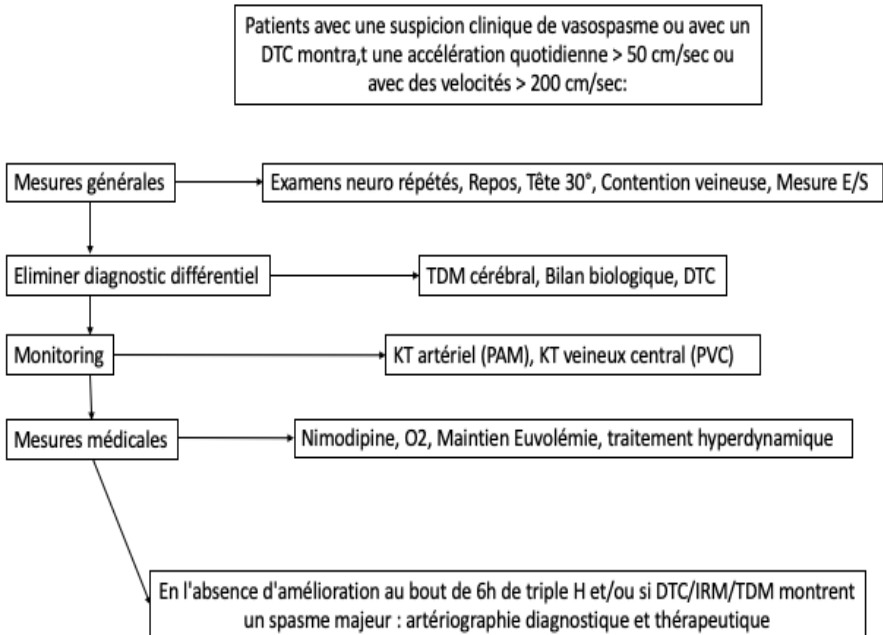 Patients avec une suspicion clinique de vasospasme ou avec un
DTC montra,t une accélération quotidienne > 50 cm/sec ou
avec des velocités > 200 cm/sec:
Mesures générales
Examens neuro répétés, Repos, Tête 30°, Contention veineuse, Mesure E/S
Eliminer diagnostic différentiel
TDM cérébral, Bilan biologique, DTC
Monitoring
KT artériel (PAM), KT veineux central (PVC)
Mesures médicales
Nimodipine, O2, Maintien Euvolémie, traitement hyperdynamique
En l'absence d'amélioration au bout de 6h de triple H et/ou si DTC/IRM/TDM montrent
un spasme majeur : artériographie diagnostique et thérapeutique